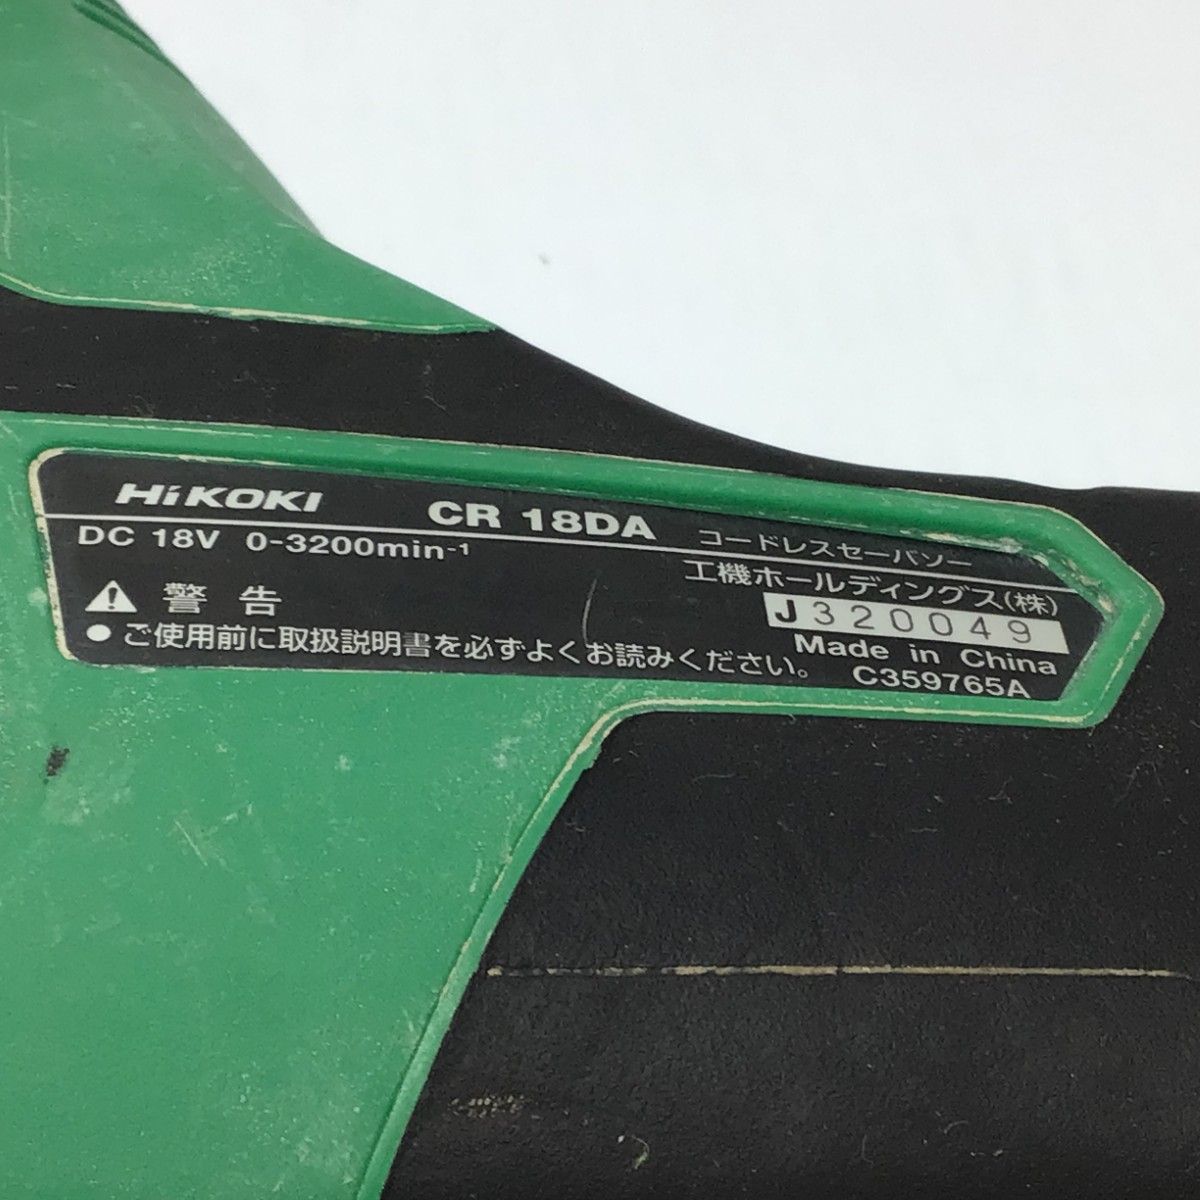 HiKOKI CR 18DA コードレスセーバソー
DC 18V 0-3200min-1 工機ホールディングス(株)
⚠ 警告 J320049
●ご使用前に取扱説明書を必ずよくお読みください。 Made in China
C359765A